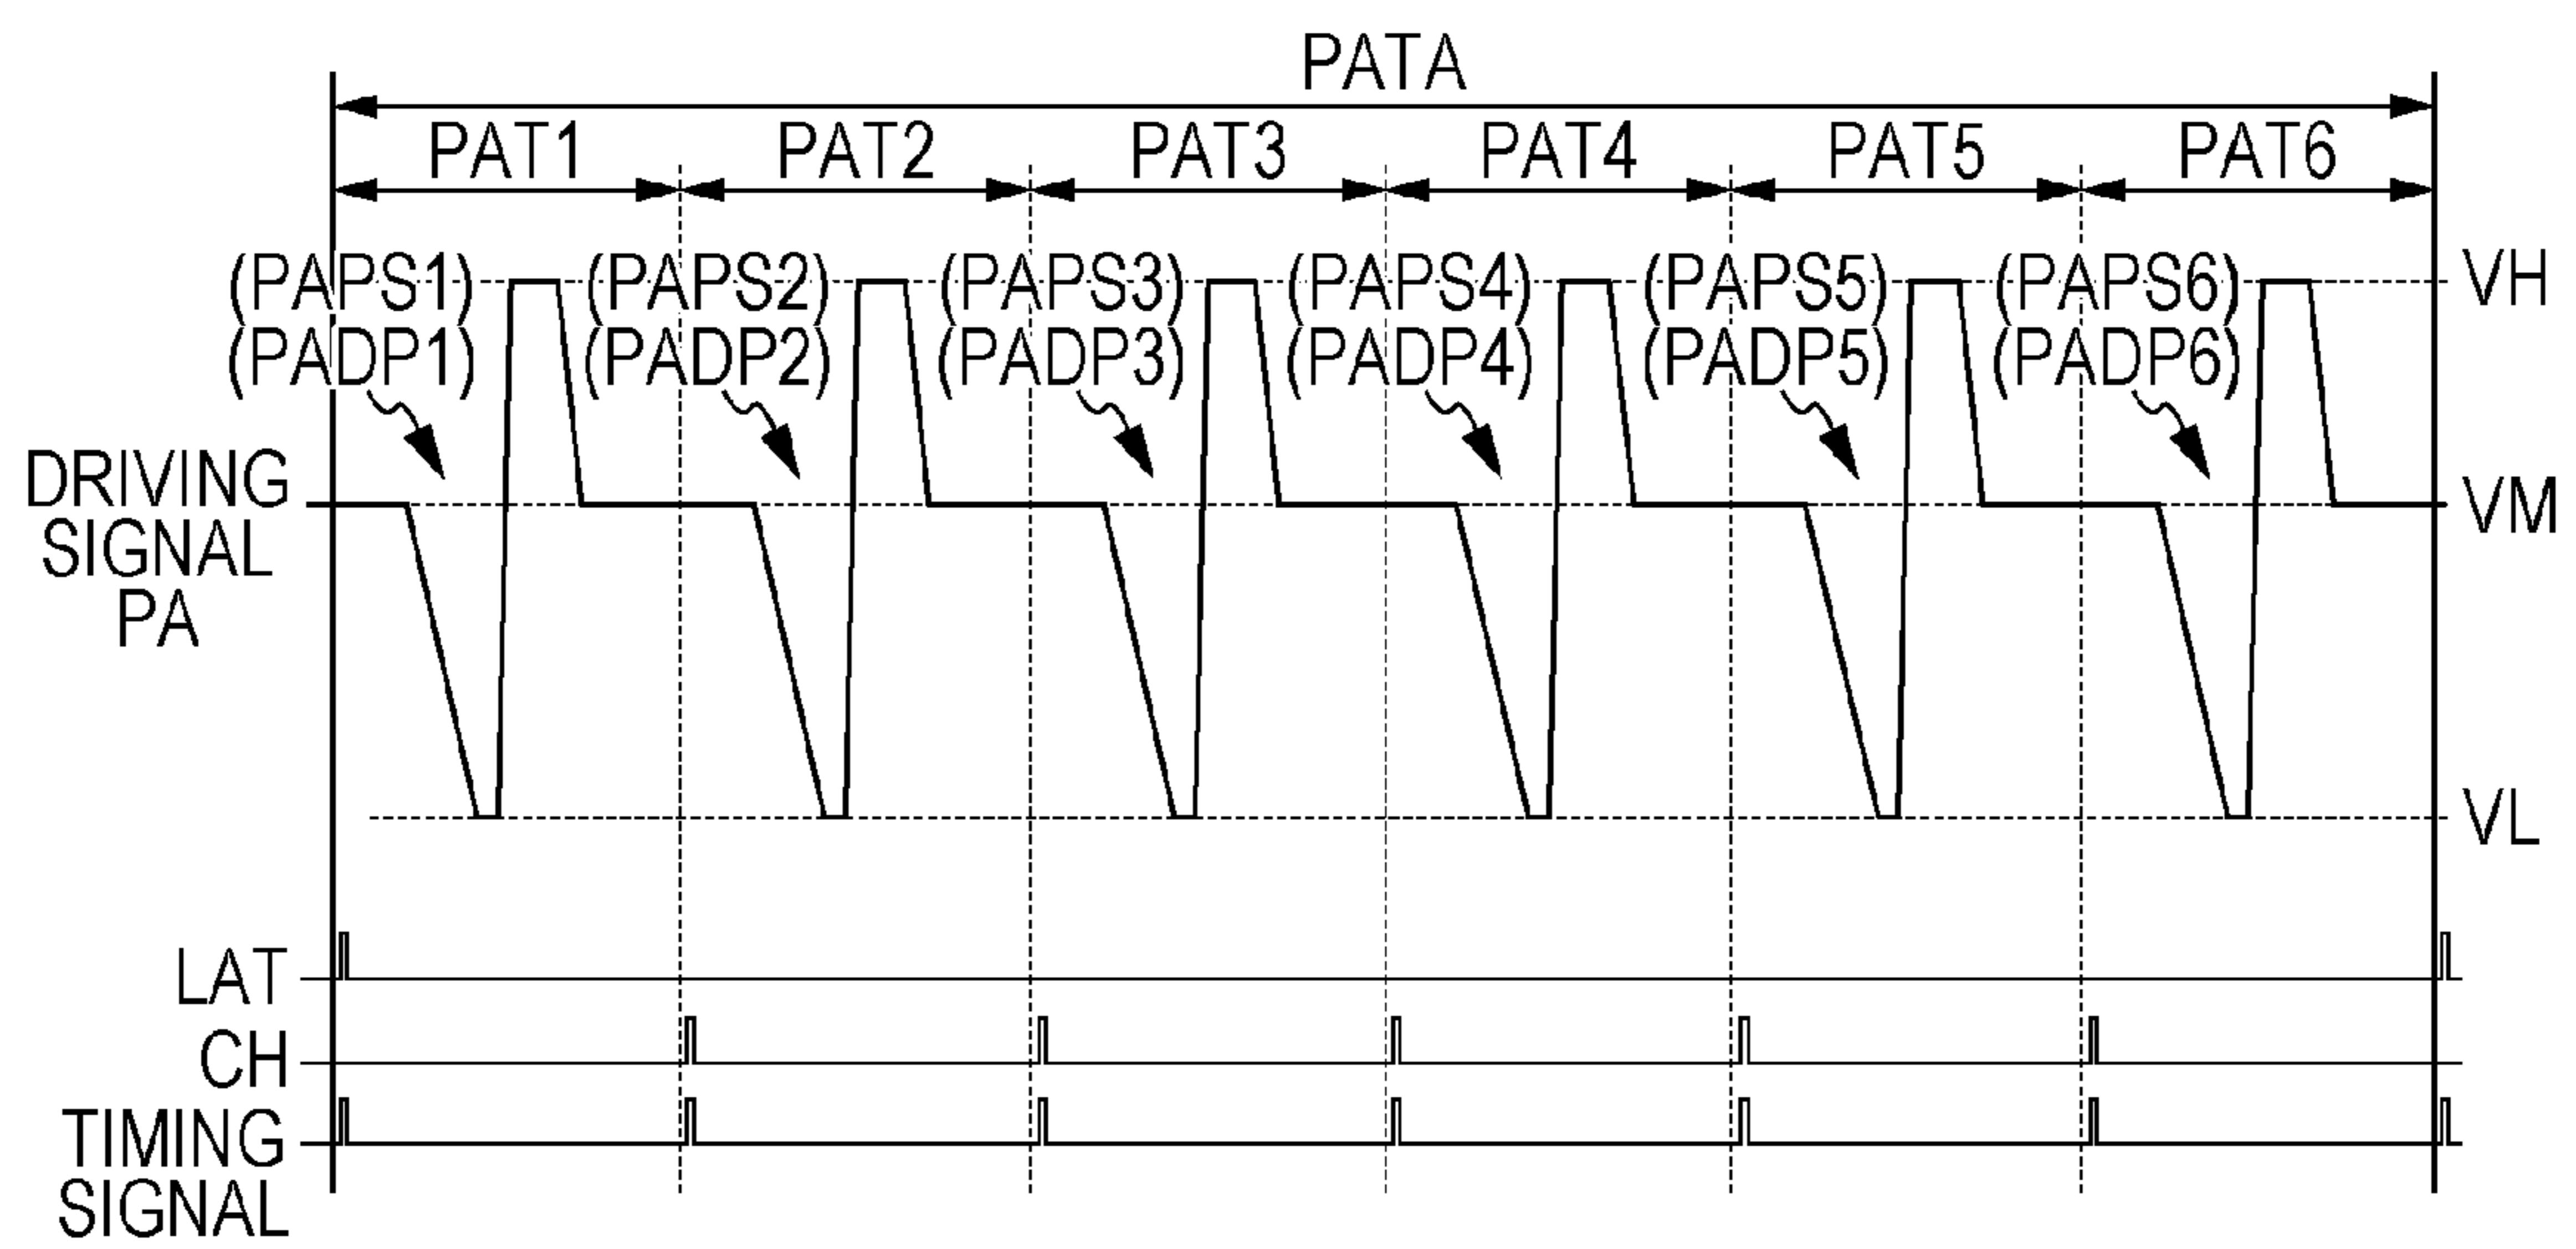 PATA
PAT1 PAT2 PAT3 PAT4 PAT5 PAT6
(PAPS1) (PAPS2) (PAPS3) (PAPS4) (PAPS5) (PAPS6) VH
(PADP1) (PADP2) (PADP3) (PADP4) (PADP5) (PADP6)
DRIVING
SIGNAL
PA
VM
VL
LAT
CH
TIMING
SIGNAL